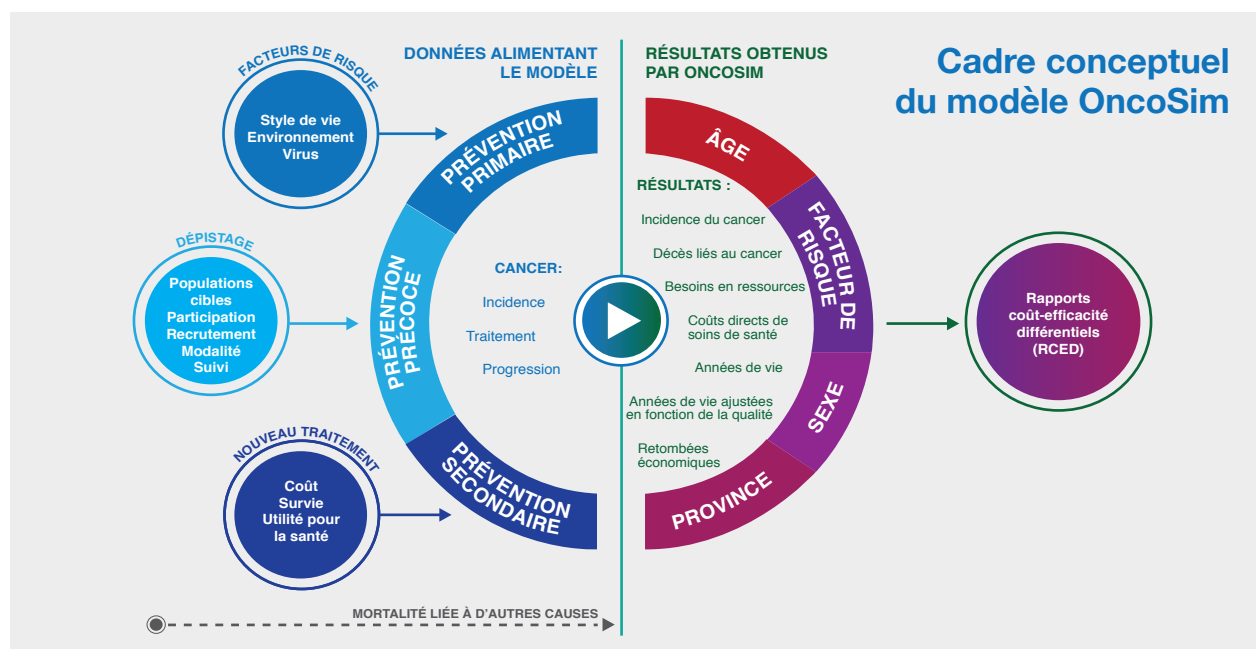 Cadre conceptuel
du modèle OncoSim
DONNÉES ALIMENTANT
LE MODÈLE
FACTEURS DE RISQUE
Style de vie
Environnement
Virus
DÉPISTAGE
Populations
cibles
Participation
Recrutement
Modalité
Suivi
NOUVEAU TRAITEMENT
Coût
Survie
Utilité pour
la santé
PRÉVENTION
PRIMAIRE
PRÉVENTION
PRÉCOCE
PRÉVENTION
SECONDAIRE
CANCER:
Incidence
Traitement
Progression
MORTALITÉ LIÉE À D'AUTRES CAUSES
RÉSULTATS OBTENUS
PAR ONCOSIM
RÉSULTATS :
Incidence du cancer
Décès liés au cancer
Besoins en ressources
Coûts directs de
soins de santé
Années de vie
Années de vie ajustées
en fonction de la qualité
Retombées
économiques
ÂGE
FACTEUR DE
RISQUE
SEXE
PROVINCE
Rapports
coût-efficacité
différentiels
(RCED)